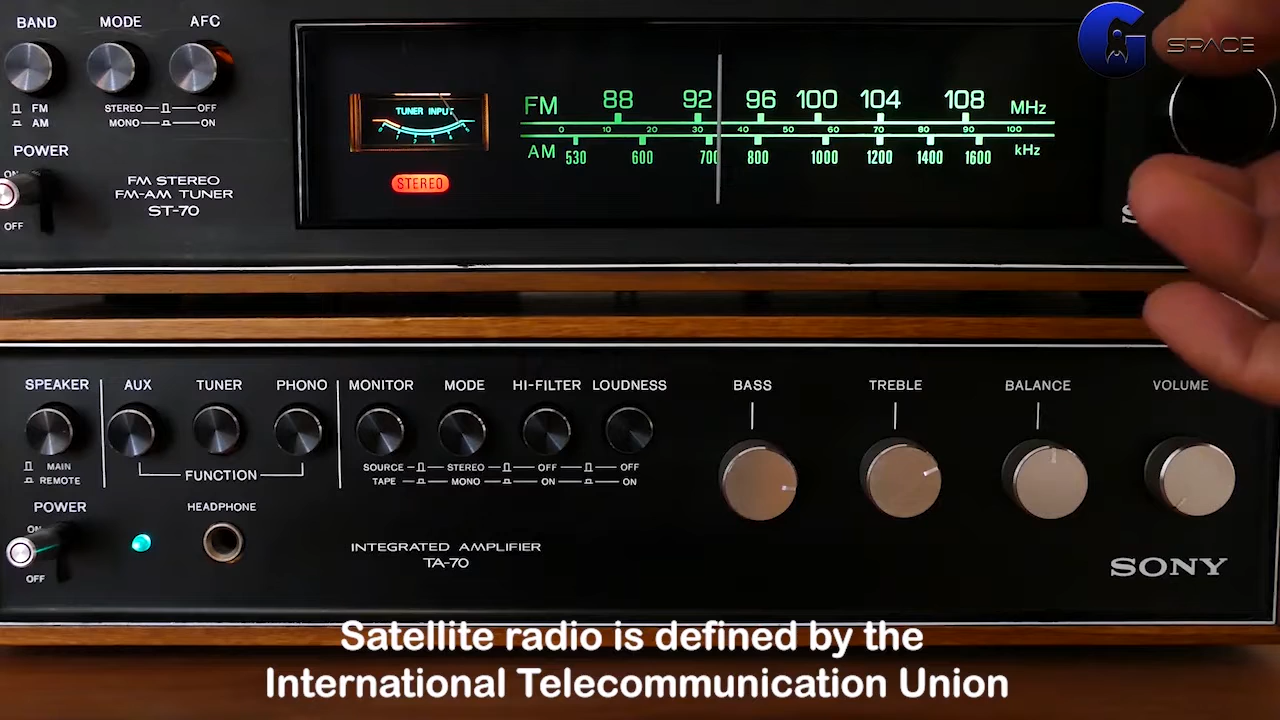 BAND MODE AFC
FM
AM
STEREO OFF
MONO ON
POWER
ON
OFF
FM STEREO
FM-AM TUNER
ST-70
TUNER INPUT
STEREO
FM 88 92 96 100 104 108 MHz
0 10 20 30 40 50 60 70 80 90 100
AM 530 600 700 800 1000 1200 1400 1600 kHz
G SPACE
SPEAKER AUX TUNER PHONO MONITOR MODE HI-FILTER LOUDNESS BASS TREBLE BALANCE VOLUME
MAIN
REMOTE
FUNCTION
SOURCE STEREO OFF OFF
TAPE MONO ON ON
POWER
ON
OFF
HEADPHONE
INTEGRATED AMPLIFIER
TA-70
SONY
Satellite radio is defined by the
International Telecommunication Union